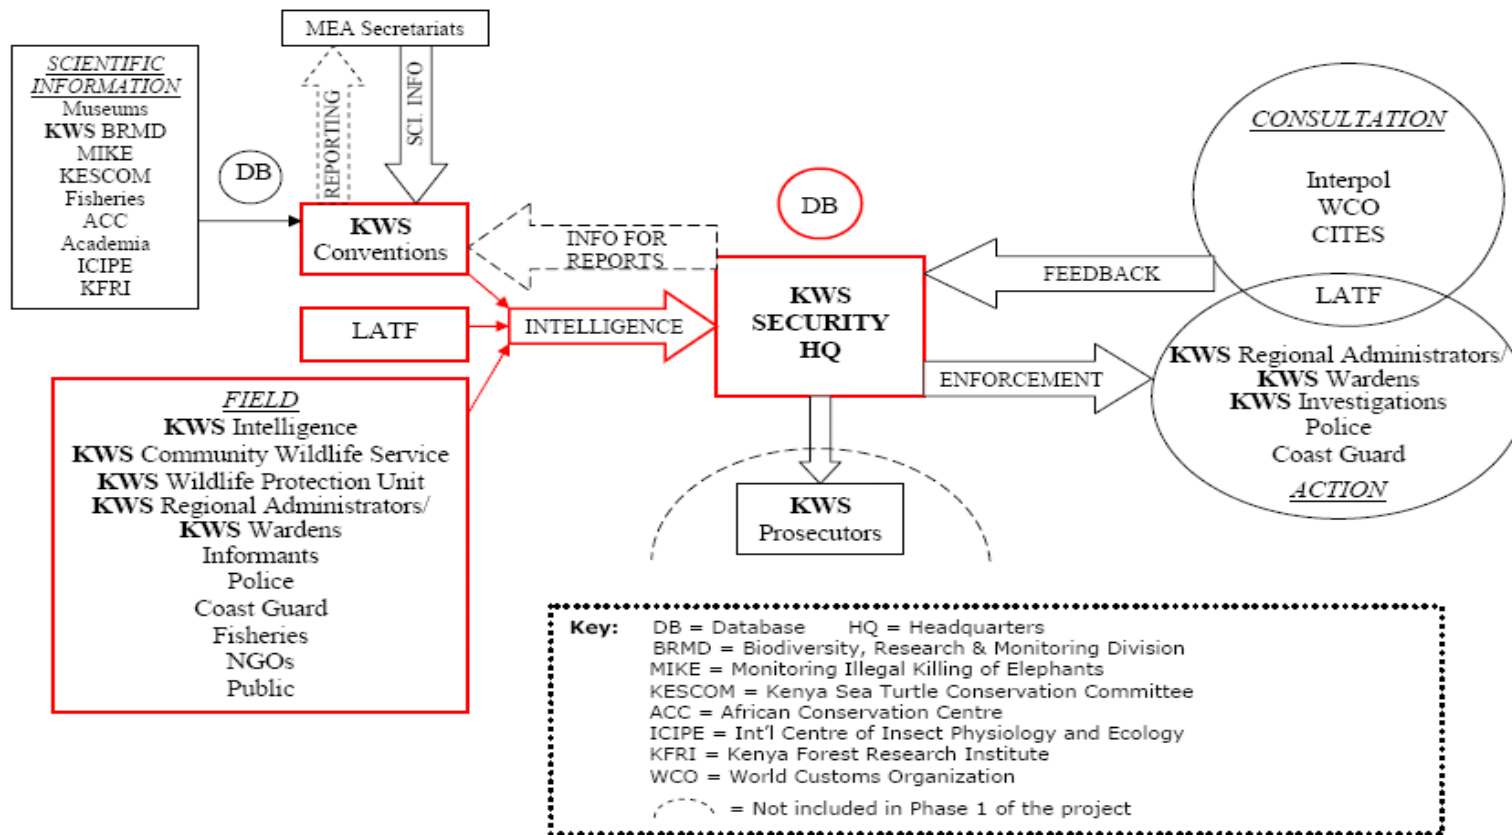 MEA Secretariats
SCIENTIFIC
INFORMATION
Museums
KWS BRMD
MIKE
KESCOM
Fisheries
ACC
Academia
ICIPE
KFRI
DB
REPORTING
SCI. INFO
KWS
Conventions
INFO FOR
REPORTS
LATF
INTELLIGENCE
FIELD
KWS Intelligence
KWS Community Wildlife Service
KWS Wildlife Protection Unit
KWS Regional Administrators/
KWS Wardens
Informants
Police
Coast Guard
Fisheries
NGOs
Public
DB
KWS
SECURITY
HQ
KWS
Prosecutors
FEEDBACK
ENFORCEMENT
CONSULTATION
Interpol
WCO
CITES
LATF
KWS Regional Administrators/
KWS Wardens
KWS Investigations
Police
Coast Guard
ACTION
Key: DB = Database HQ = Headquarters
BRMD = Biodiversity, Research & Monitoring Division
MIKE = Monitoring Illegal Killing of Elephants
KESCOM = Kenya Sea Turtle Conservation Committee
ACC = African Conservation Centre
ICIPE = Int'l Centre of Insect Physiology and Ecology
KFRI = Kenya Forest Research Institute
WCO = World Customs Organization
= Not included in Phase 1 of the project